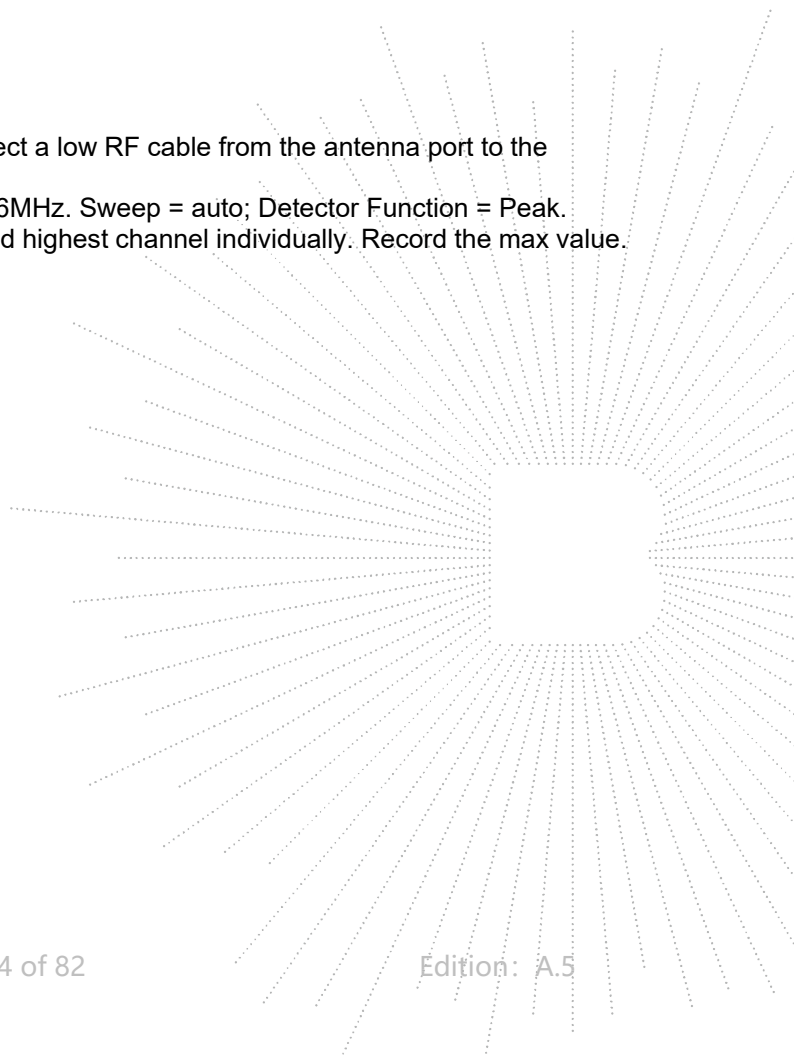 ect a low RF cable from the antenna port to the
6MHz. Sweep = auto; Detector Function = Peak.
d highest channel individually. Record the max value.
4 of 82
Edition: A.5